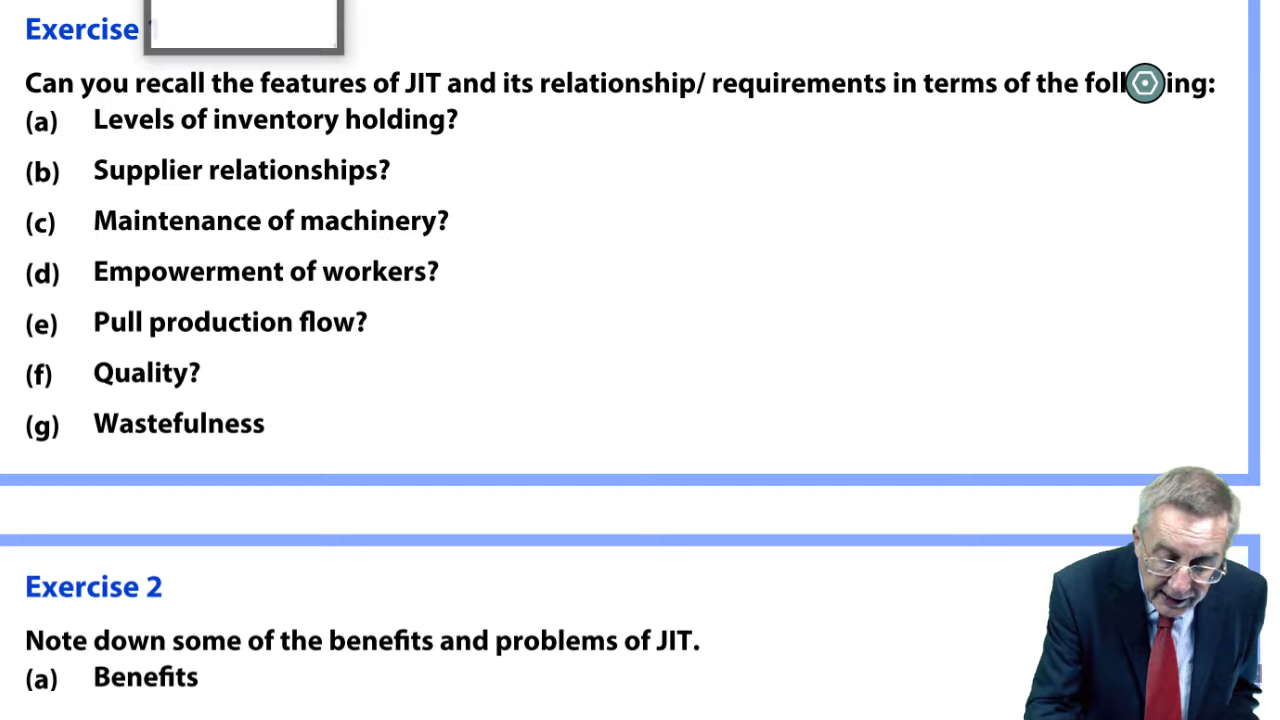 Exercise
Can you recall the features of JIT and its relationship/ requirements in terms of the following:
(a) Levels of inventory holding?
(b) Supplier relationships?
(c) Maintenance of machinery?
(d) Empowerment of workers?
(e) Pull production flow?
(f) Quality?
(g) Wastefulness
Exercise 2
Note down some of the benefits and problems of JIT.
(a) Benefits